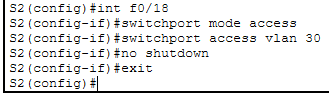 S2(config)#int f0/18
S2(config-if)#switchport mode access
S2(config-if)#switchport access vlan 30
S2(config-if)#no shutdown
S2(config-if)#exit
S2(config)#